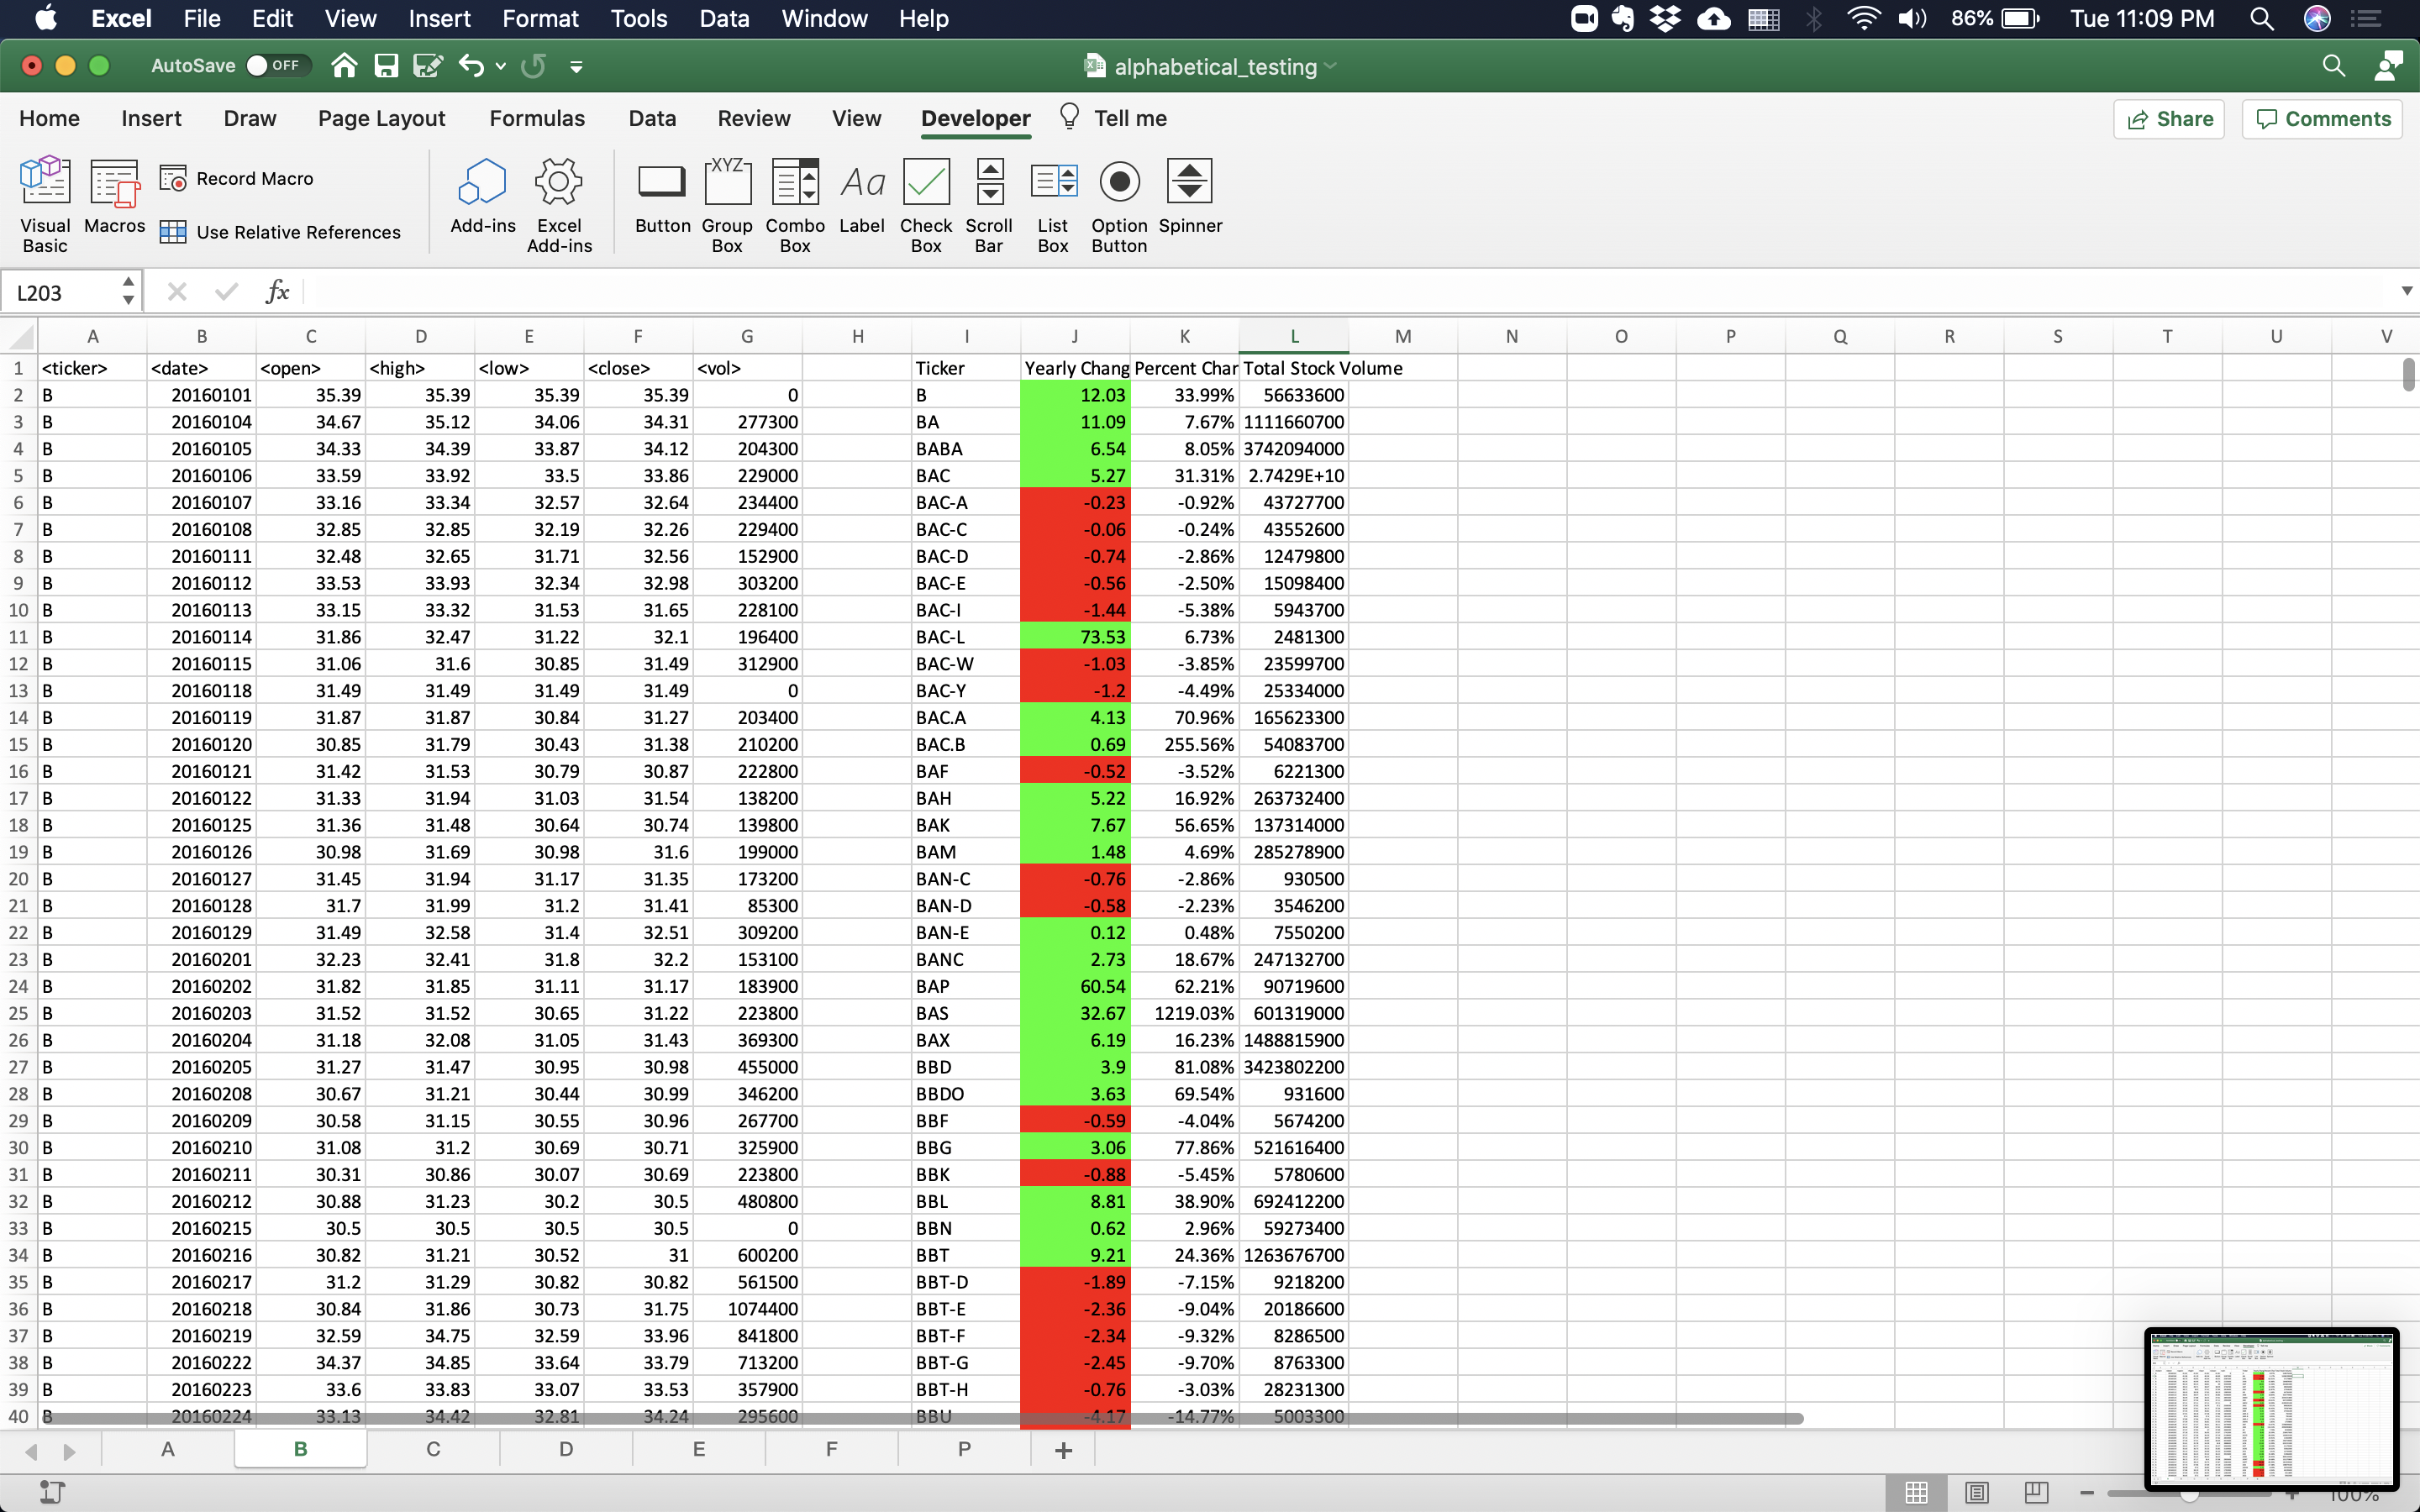 Excel File Edit View Insert Format Tools Data Window Help 86% Tue 11:09 PM
AutoSave OFF alphabetical_testing
Home Insert Draw Page Layout Formulas Data Review View Developer Tell me Share Comments
Visual Basic Macros Record Macro Use Relative References Add-ins Excel Add-ins Button XYZ Group Box Combo Box Aa Label Check Box Scroll Bar List Box Option Button Spinner
L203 fx
A B C D E F G H I J K L M N O P Q R S T U V
1 <ticker> <date> <open> <high> <low> <close> <vol> Ticker Yearly Chang Percent Char Total Stock Volume
2 B 20160101 35.39 35.39 35.39 35.39 0 B 12.03 33.99% 56633600
3 B 20160104 34.67 35.12 34.06 34.31 277300 BA 11.09 7.67% 1111660700
4 B 20160105 34.33 34.39 33.87 34.12 204300 BABA 6.54 8.05% 3742094000
5 B 20160106 33.59 33.92 33.5 33.86 229000 BAC 5.27 31.31% 2.7429E+10
6 B 20160107 33.16 33.34 32.57 32.64 234400 BAC-A -0.23 -0.92% 43727700
7 B 20160108 32.85 32.85 32.19 32.26 229400 BAC-C -0.06 -0.24% 43552600
8 B 20160111 32.48 32.65 31.71 32.56 152900 BAC-D -0.74 -2.86% 12479800
9 B 20160112 33.53 33.93 32.34 32.98 303200 BAC-E -0.56 -2.50% 15098400
10 B 20160113 33.15 33.32 31.53 31.65 228100 BAC-I -1.44 -5.38% 5943700
11 B 20160114 31.86 32.47 31.22 32.1 196400 BAC-L 73.53 6.73% 2481300
12 B 20160115 31.06 31.6 30.85 31.49 312900 BAC-W -1.03 -3.85% 23599700
13 B 20160118 31.49 31.49 31.49 31.49 0 BAC-Y -1.2 -4.49% 25334000
14 B 20160119 31.87 31.87 30.84 31.27 203400 BAC.A 4.13 70.96% 165623300
15 B 20160120 30.85 31.79 30.43 31.38 210200 BAC.B 0.69 255.56% 54083700
16 B 20160121 31.42 31.53 30.79 30.87 222800 BAF -0.52 -3.52% 6221300
17 B 20160122 31.33 31.94 31.03 31.54 138200 BAH 5.22 16.92% 263732400
18 B 20160125 31.36 31.48 30.64 30.74 139800 BAK 7.67 56.65% 137314000
19 B 20160126 30.98 31.69 30.98 31.6 199000 BAM 1.48 4.69% 285278900
20 B 20160127 31.45 31.94 31.17 31.35 173200 BAN-C -0.76 -2.86% 930500
21 B 20160128 31.7 31.99 31.2 31.41 85300 BAN-D -0.58 -2.23% 3546200
22 B 20160129 31.49 32.58 31.4 32.51 309200 BAN-E 0.12 0.48% 7550200
23 B 20160201 32.23 32.41 31.8 32.2 153100 BANC 2.73 18.67% 247132700
24 B 20160202 31.82 31.85 31.11 31.17 183900 BAP 60.54 62.21% 90719600
25 B 20160203 31.52 31.52 30.65 31.22 223800 BAS 32.67 1219.03% 601319000
26 B 20160204 31.18 32.08 31.05 31.43 369300 BAX 6.19 16.23% 1488815900
27 B 20160205 31.27 31.47 30.95 30.98 455000 BBD 3.9 81.08% 3423802200
28 B 20160208 30.67 31.21 30.44 30.99 346200 BBDO 3.63 69.54% 931600
29 B 20160209 30.58 31.15 30.55 30.96 267700 BBF -0.59 -4.04% 5674200
30 B 20160210 31.08 31.2 30.69 30.71 325900 BBG 3.06 77.86% 521616400
31 B 20160211 30.31 30.86 30.07 30.69 223800 BBK -0.88 -5.45% 5780600
32 B 20160212 30.88 31.23 30.2 30.5 480800 BBL 8.81 38.90% 692412200
33 B 20160215 30.5 30.5 30.5 30.5 0 BBN 0.62 2.96% 59273400
34 B 20160216 30.82 31.21 30.52 31 600200 BBT 9.21 24.36% 1263676700
35 B 20160217 31.2 31.29 30.82 30.82 561500 BBT-D -1.89 -7.15% 9218200
36 B 20160218 30.84 31.86 30.73 31.75 1074400 BBT-E -2.36 -9.04% 20186600
37 B 20160219 32.59 34.75 32.59 33.96 841800 BBT-F -2.34 -9.32% 8286500
38 B 20160222 34.37 34.85 33.64 33.79 713200 BBT-G -2.45 -9.70% 8763300
39 B 20160223 33.6 33.83 33.07 33.53 357900 BBT-H -0.76 -3.03% 28231300
40 B 20160224 33.13 34.42 32.81 34.24 295600 BBU -4.17 -14.77% 5003300
A B C D E F P +
100%